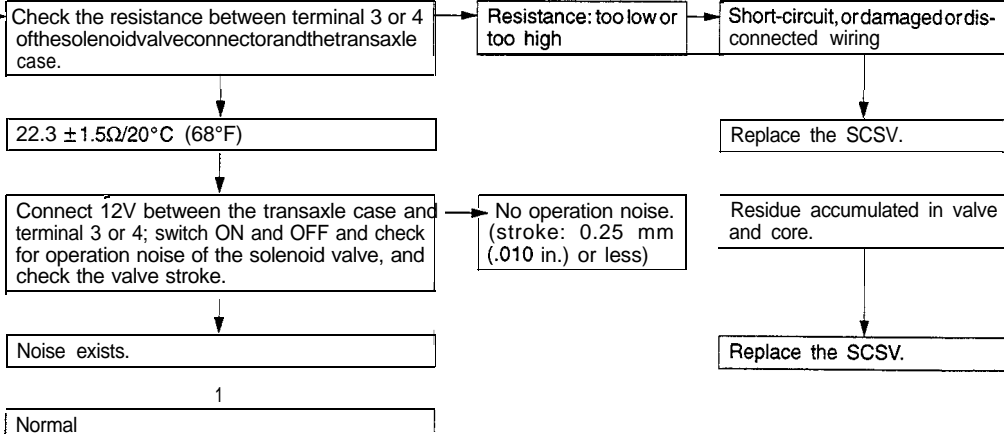 Check the resistance between terminal 3 or 4
ofthesolenoidvalveconnectorandthetransaxle
case.
Resistance: too low or
too high
Short-circuit, or damaged or dis-
connected wiring
22.3 ±1.5Ω/20°C (68°F)
Replace the SCSV.
Connect 12V between the transaxle case and
terminal 3 or 4; switch ON and OFF and check
for operation noise of the solenoid valve, and
check the valve stroke.
No operation noise.
(stroke: 0.25 mm
(.010 in.) or less)
Residue accumulated in valve
and core.
Noise exists.
Replace the SCSV.
1
Normal